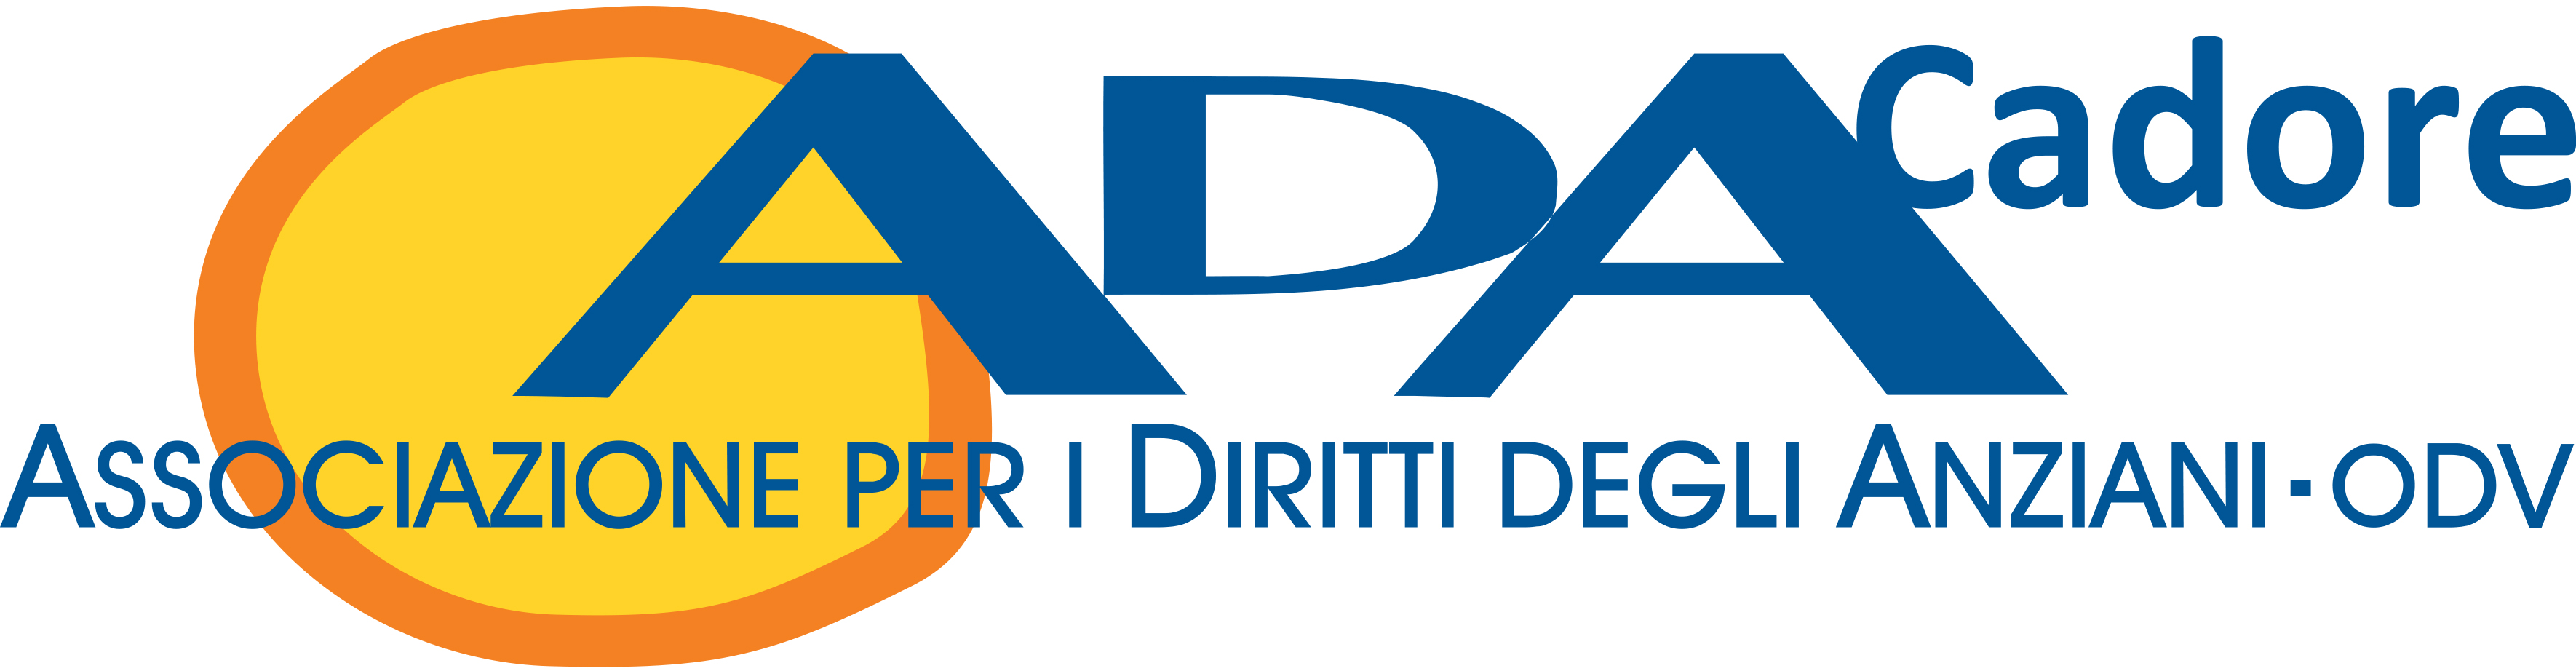 ADA Cadore
ASSOCIAZIONE PER I DIRITTI DEGLI ANZIANI · ODV